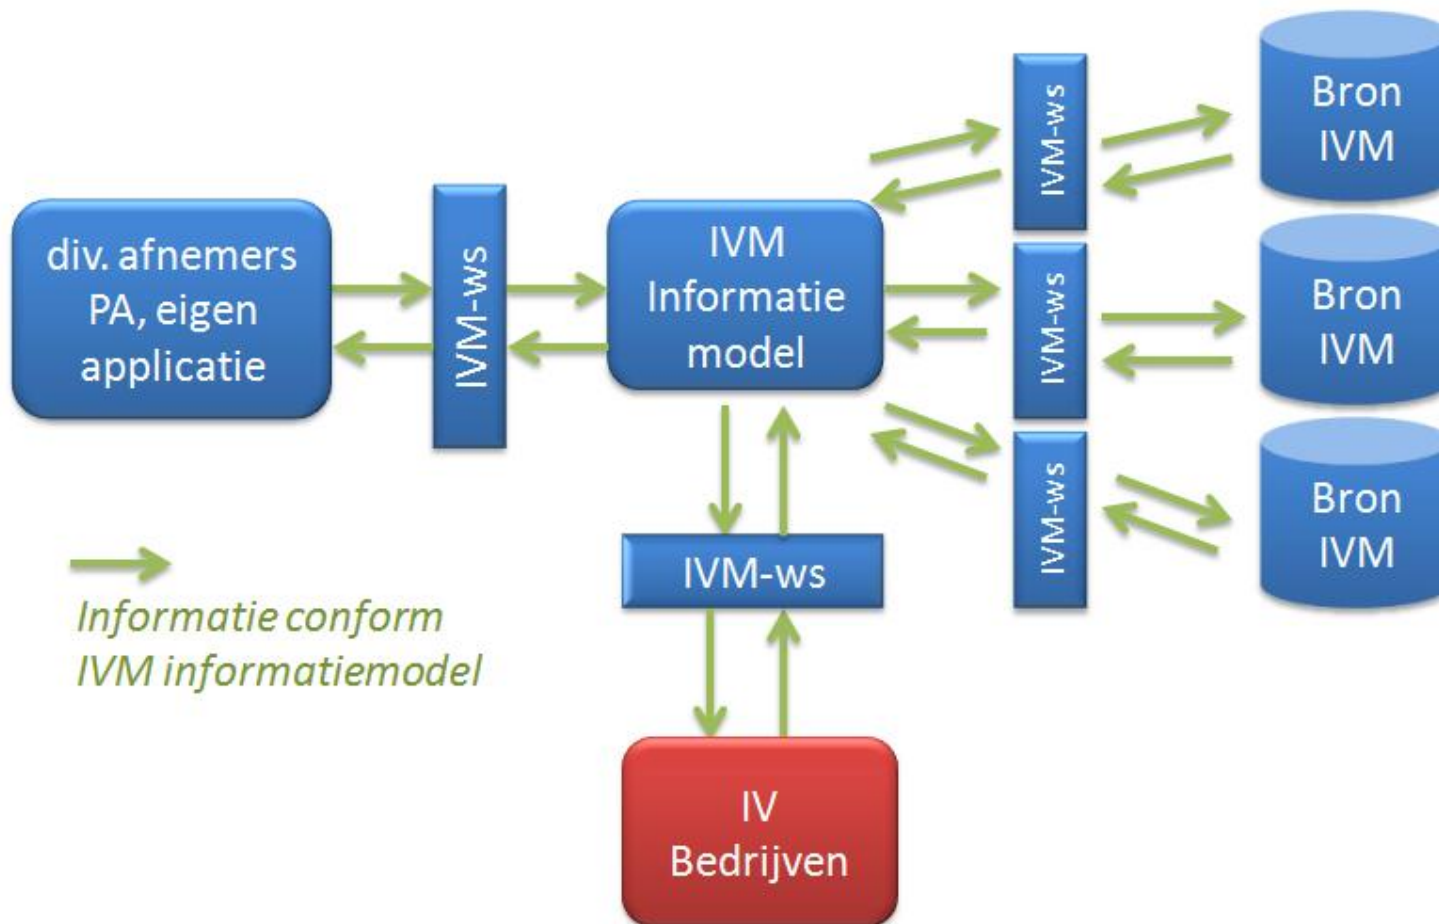 div. afnemers
PA, eigen
applicatie
IVM-ws
IVM
Informatie
model
IVM-ws
Bron
IVM
IVM-ws
Bron
IVM
IVM-ws
Bron
IVM
IVM-ws
Informatie conform
IVM informatiemodel
IV
Bedrijven